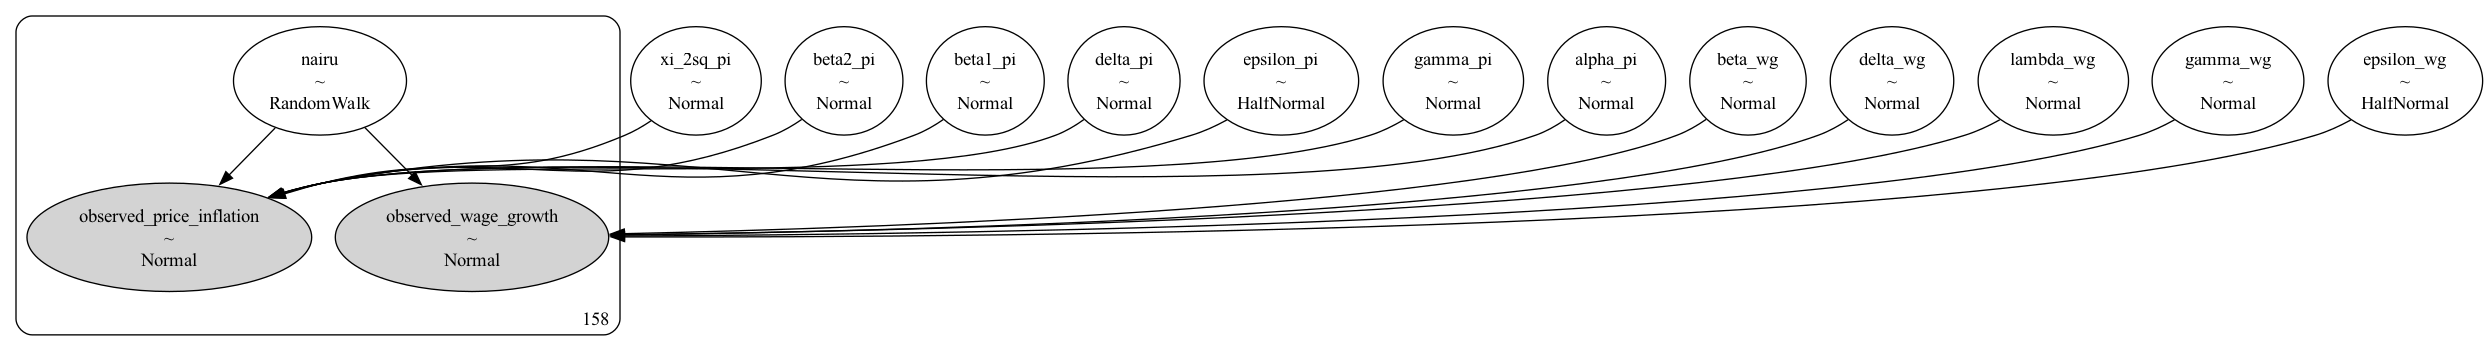 nairu
~
RandomWalk
xi_2sq_pi
~
Normal
beta2_pi
~
Normal
beta1_pi
~
Normal
delta_pi
~
Normal
epsilon_pi
~
HalfNormal
gamma_pi
~
Normal
alpha_pi
~
Normal
beta_wg
~
Normal
delta_wg
~
Normal
lambda_wg
~
Normal
gamma_wg
~
Normal
epsilon_wg
~
HalfNormal
observed_price_inflation
~
Normal
observed_wage_growth
~
Normal
158